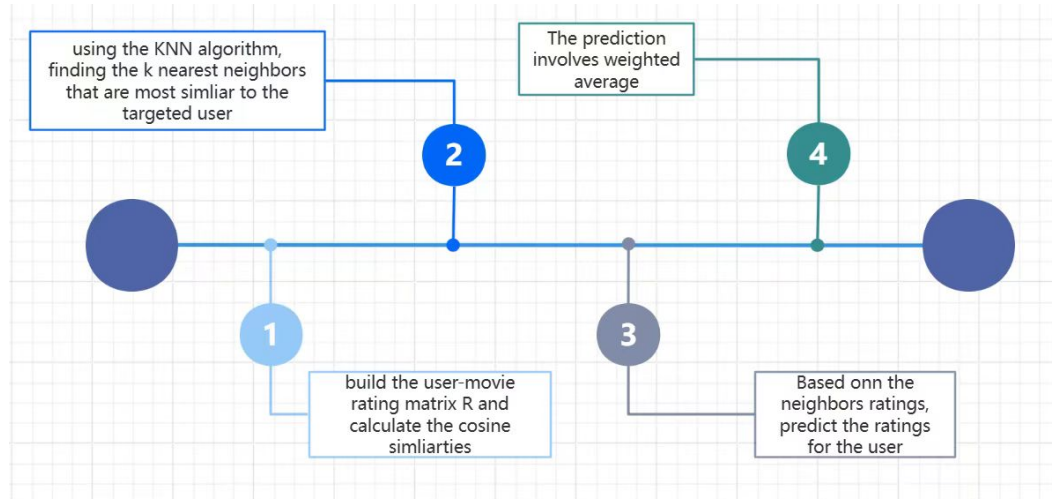 using the KNN algorithm,
finding the k nearest neighbors
that are most simliar to the
targeted user
The prediction
involves weighted
average
2
4
1
3
build the user-movie
rating matrix R and
calculate the cosine
simliarties
Based onn the
neighbors ratings,
predict the ratings
for the user